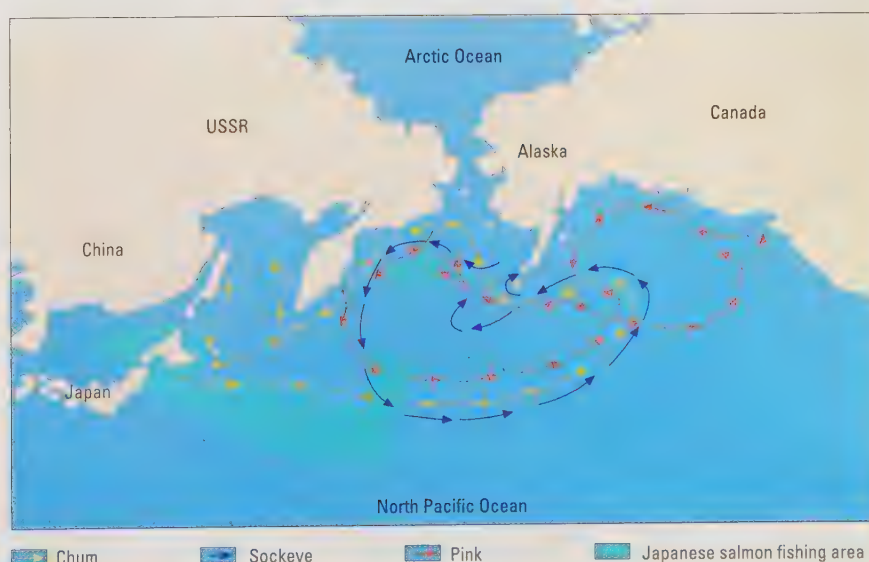 Arctic Ocean
USSR
Canada
Alaska
China
Japan
North Pacific Ocean
Chum
Sockeye
Pink
Japanese salmon fishing area